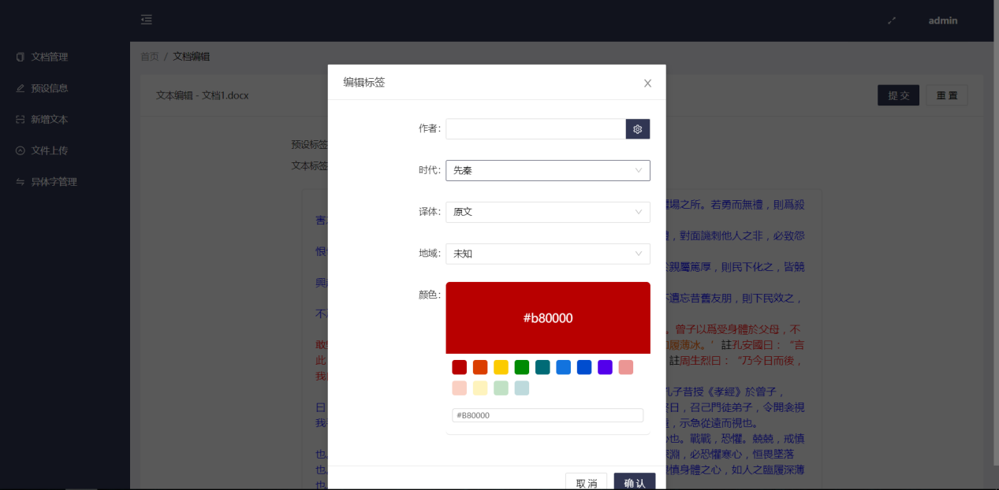 admin
文档管理
预设信息
新增文本
文件上传
异体字管理
首页 / 文档编辑
文本编辑 - 文档1.docx
提 交
重 置
预设标签
文本标签
编辑标签
作者:
时代: 先秦
译体: 原文
地域: 未知
颜色:
#b80000
#B80000
取 消
确 认
場之所。若勇而無禮，則爲殺
害
，對面譏刺他人之非，必致怨
恨
親屬篤厚，則民下化之，皆競
興
遺忘昔舊友朋，則下民效之，
不
。曾子以爲受身體於父母，不
敢
履薄冰。' 註孔安國曰："言
此
註周生烈曰："乃今日而後，
我
孔子昔授《孝經》於曾子，
曰
日，召己門徒弟子，令開衾視
我
，示急從遠而視也。
也。戰戰，恐懼。兢兢，戒慎
也
淵，必恐懼寒心，恒畏墜落
也
慎身體之心，如人之臨履深薄
也